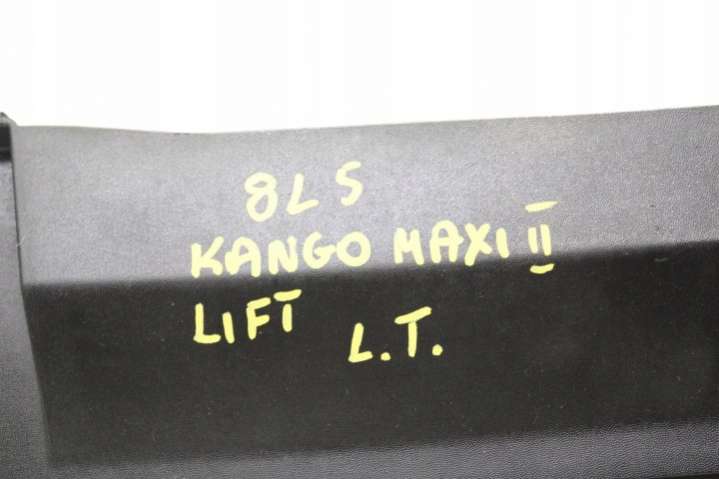 8LS
KANGO MAXI II
LIFT L.T.